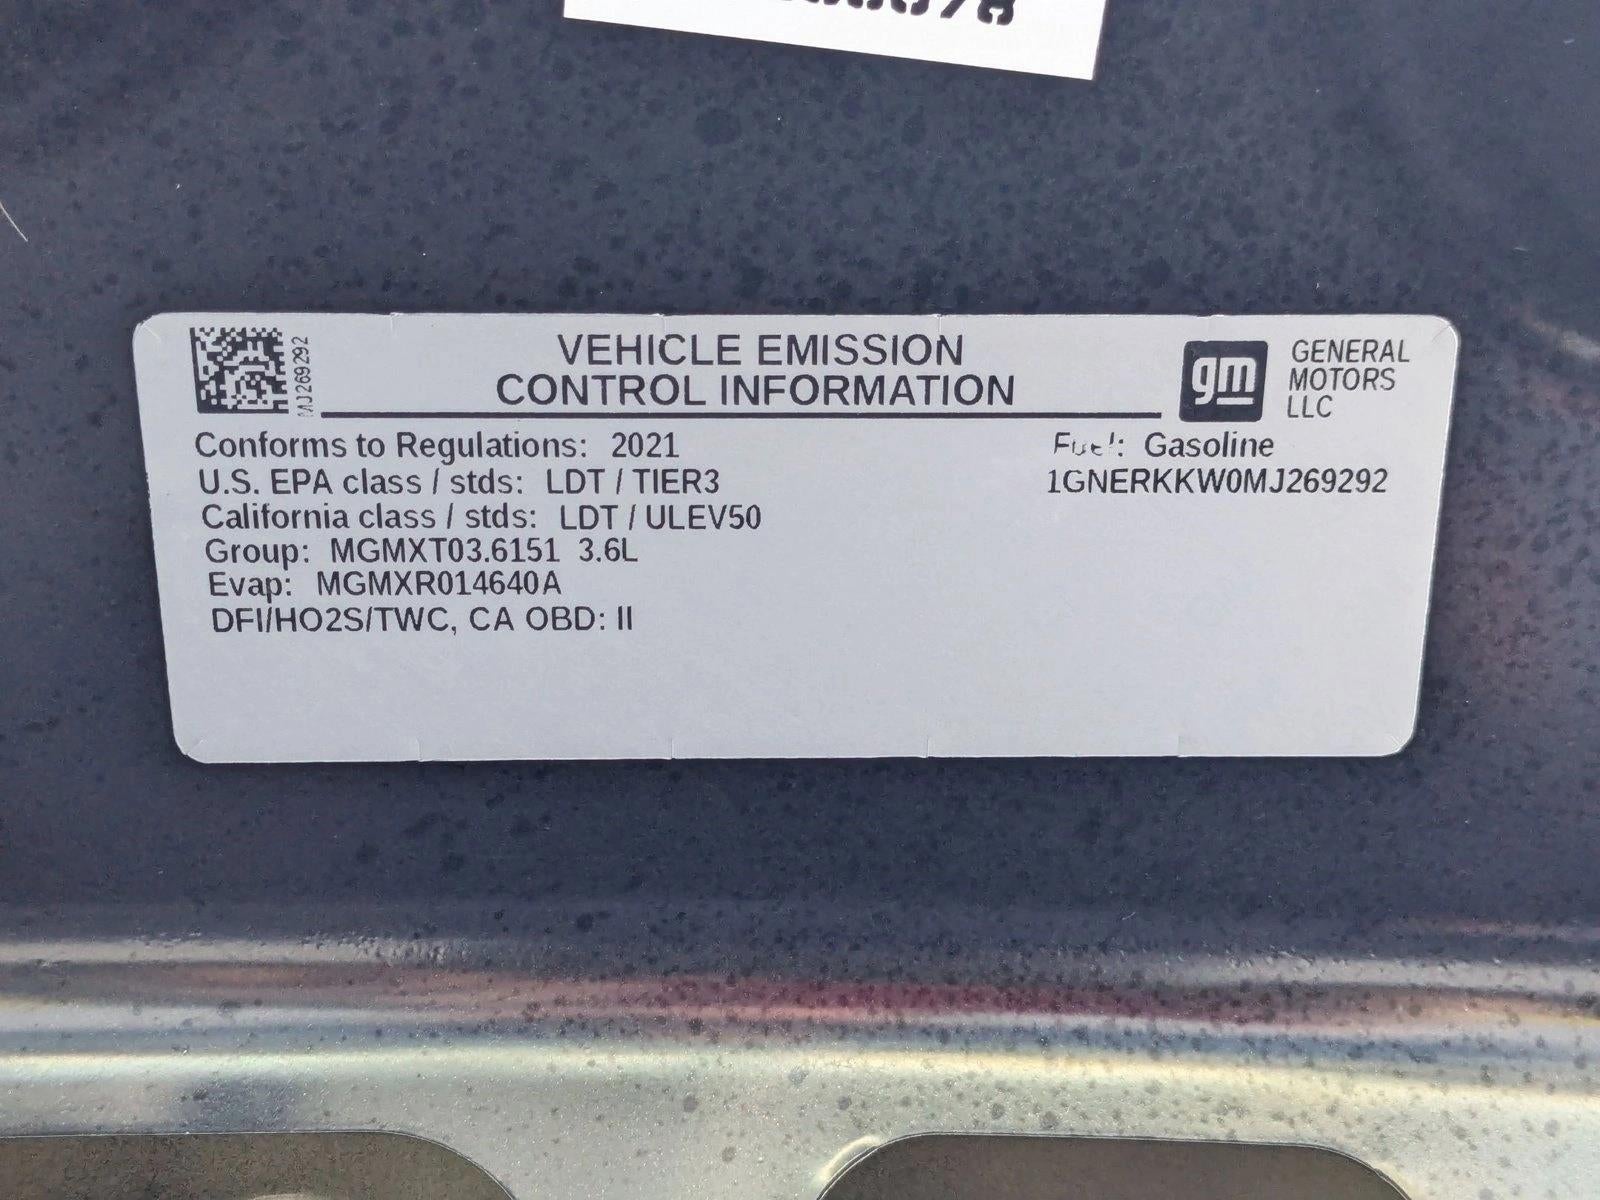 MJ269292
VEHICLE EMISSION
CONTROL INFORMATION
gm
GENERAL
MOTORS
LLC
Conforms to Regulations: 2021
Fuel: Gasoline
U.S. EPA class / stds: LDT / TIER3
1GNERKKW0MJ269292
California class / stds: LDT / ULEV50
Group: MGMXT03.6151 3.6L
Evap: MGMXR014640A
DFI/HO2S/TWC, CA OBD: II